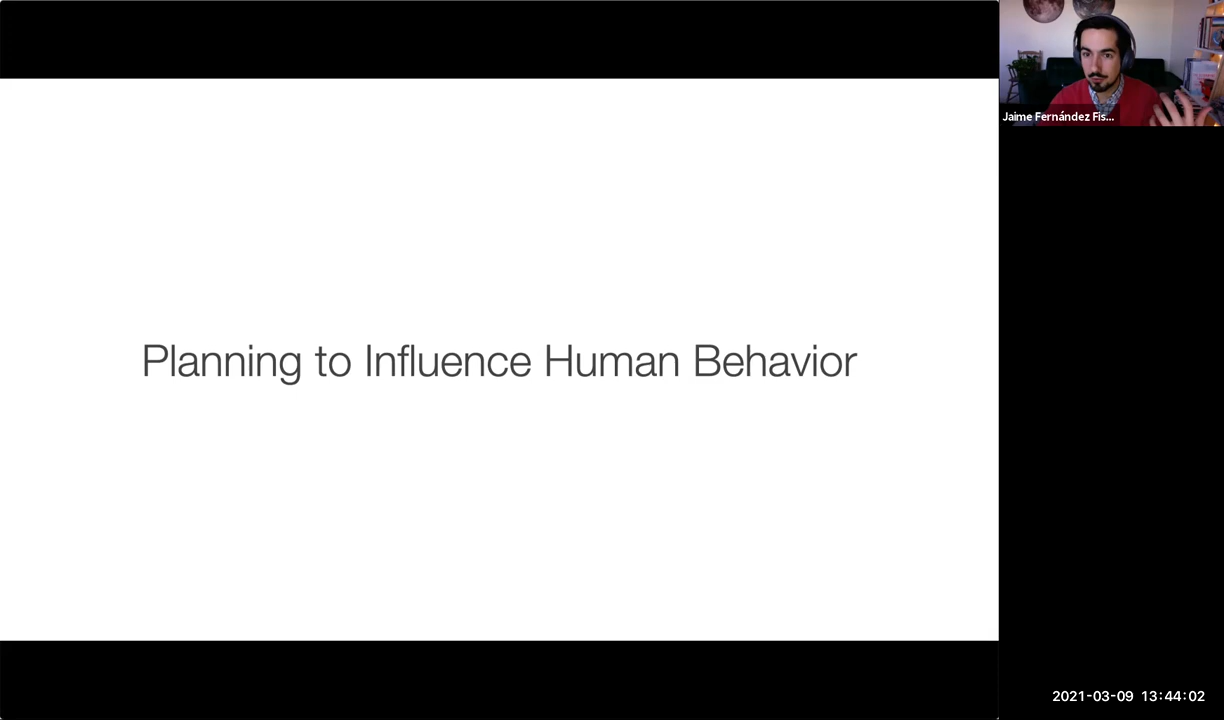 Planning to Influence Human Behavior
Jaime Fernández Fis...
2021-03-09 13:44:02